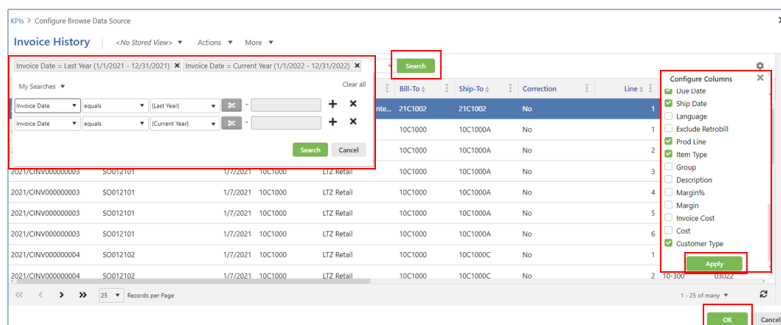 KPIs > Configure Browse Data Source
Invoice History <No Stored View> Actions More
Invoice Date = Last Year (1/1/2021 - 12/31/2021) Invoice Date = Current Year (1/1/2022 - 12/31/2022) Search
My Searches Clear all
Invoice Date equals {Last Year} -
Invoice Date equals {Current Year} -
Search Cancel
Bill-To Ship-To Correction Line
21C1002 21C1002 No 1
10C1000 10C1000A No 1
10C1000 10C1000A No 2
2021/CINV000000003 SO012101 1/7/2021 10C1000 LTZ Retail 10C1000 10C1000A No 3
2021/CINV000000003 SO012101 1/7/2021 10C1000 LTZ Retail 10C1000 10C1000A No 4
2021/CINV000000003 SO012101 1/7/2021 10C1000 LTZ Retail 10C1000 10C1000A No 5
2021/CINV000000003 SO012101 1/7/2021 10C1000 LTZ Retail 10C1000 10C1000A No 6
2021/CINV000000004 SO012102 1/7/2021 10C1000 LTZ Retail 10C1000 10C1000C No 1
2021/CINV000000004 SO012102 1/7/2021 10C1000 LTZ Retail 10C1000 10C1000C No 2 10-300 03022
Configure Columns
Due Date
Ship Date
Language
Exclude Retrobill
Prod Line
Item Type
Group
Description
Margin%
Margin
Invoice Cost
Cost
Customer Type
Apply
25 Records per Page 1 - 25 of many
OK Cancel